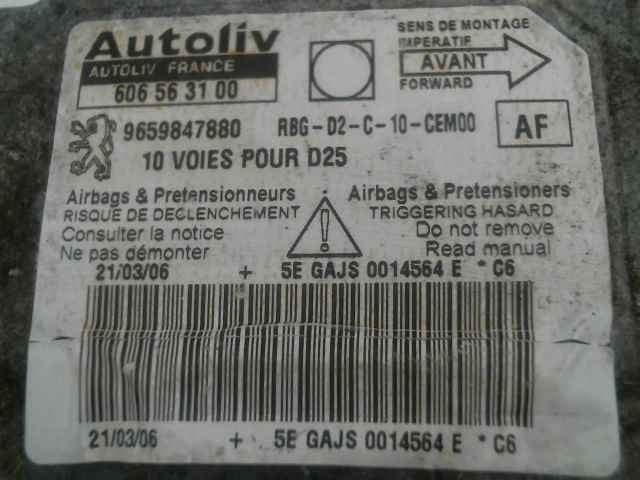 Autoliv
AUTOLIV FRANCE
606 56 31 00
SENS DE MONTAGE
IMPERATIF
AVANT
FORWARD
9659847880 RBG-D2-C-10-CEM00
AF
10 VOIES POUR D25
Airbags & Pretensionneurs
RISQUE DE DECLENCHEMENT
Consulter la notice
Ne pas démonter
Airbags & Pretensioners
TRIGGERING HASARD
Do not remove
Read manual
21/03/06 + 5E GAJS 0014564 E * C6
21/03/06 + 5E GAJS 0014564 E * C6